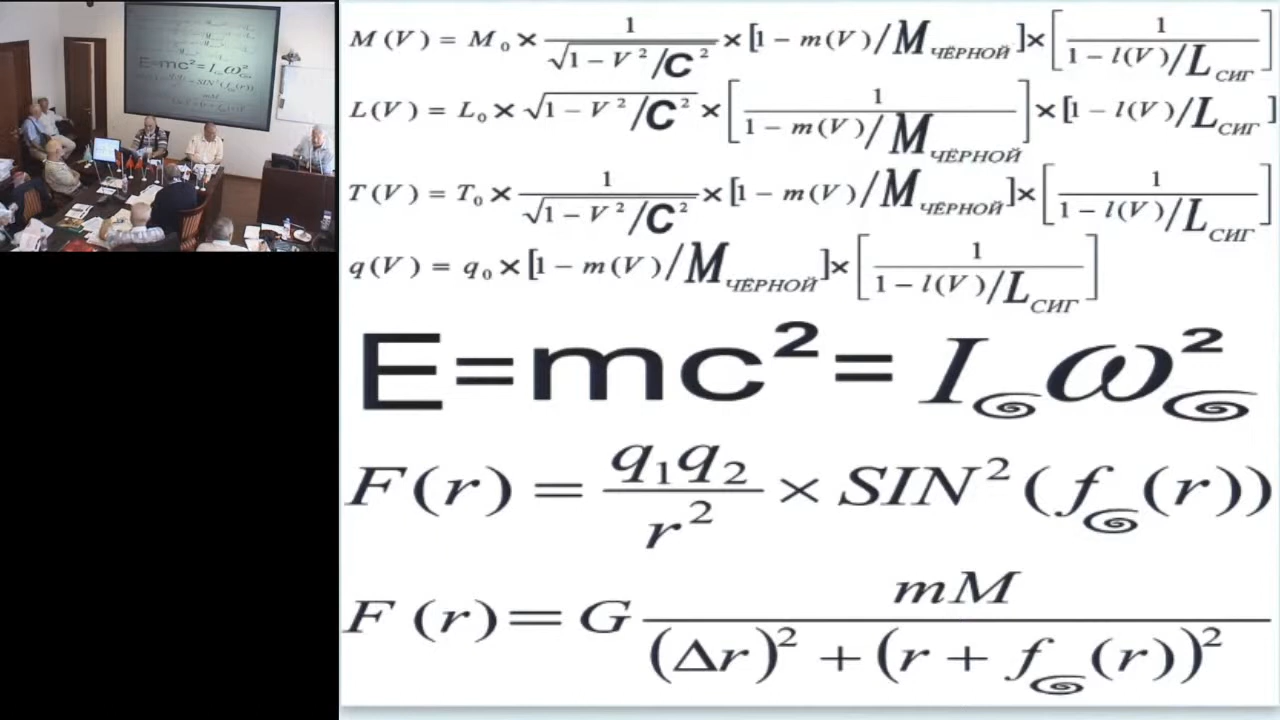 M(V) = M₀ × 1/√1 − V²/C² × [1 − m(V)/M_ЧЁРНОЙ] × [1/1 − l(V)/L_СИГ]
L(V) = L₀ × √1 − V²/C² × [1/1 − m(V)/M_ЧЁРНОЙ] × [1 − l(V)/L_СИГ]
T(V) = T₀ × 1/√1 − V²/C² × [1 − m(V)/M_ЧЁРНОЙ] × [1/1 − l(V)/L_СИГ]
q(V) = q₀ × [1 − m(V)/M_ЧЁРНОЙ] × [1/1 − l(V)/L_СИГ]
E=mc²= Iω²
F(r) = q₁q₂/r² × SIN²(f(r))
F(r) = G mM/(Δr)² + (r + f(r))²